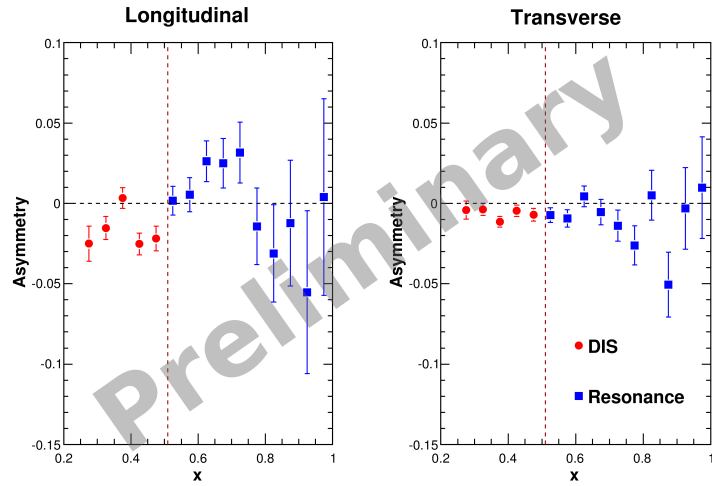 Longitudinal
Asymmetry
0.1
0.05
0
-0.05
-0.1
-0.15
0.2 0.4 0.6 0.8 1
x
Transverse
Asymmetry
0.1
0.05
0
-0.05
-0.1
-0.15
0.2 0.4 0.6 0.8 1
x
DIS
Resonance
Preliminary